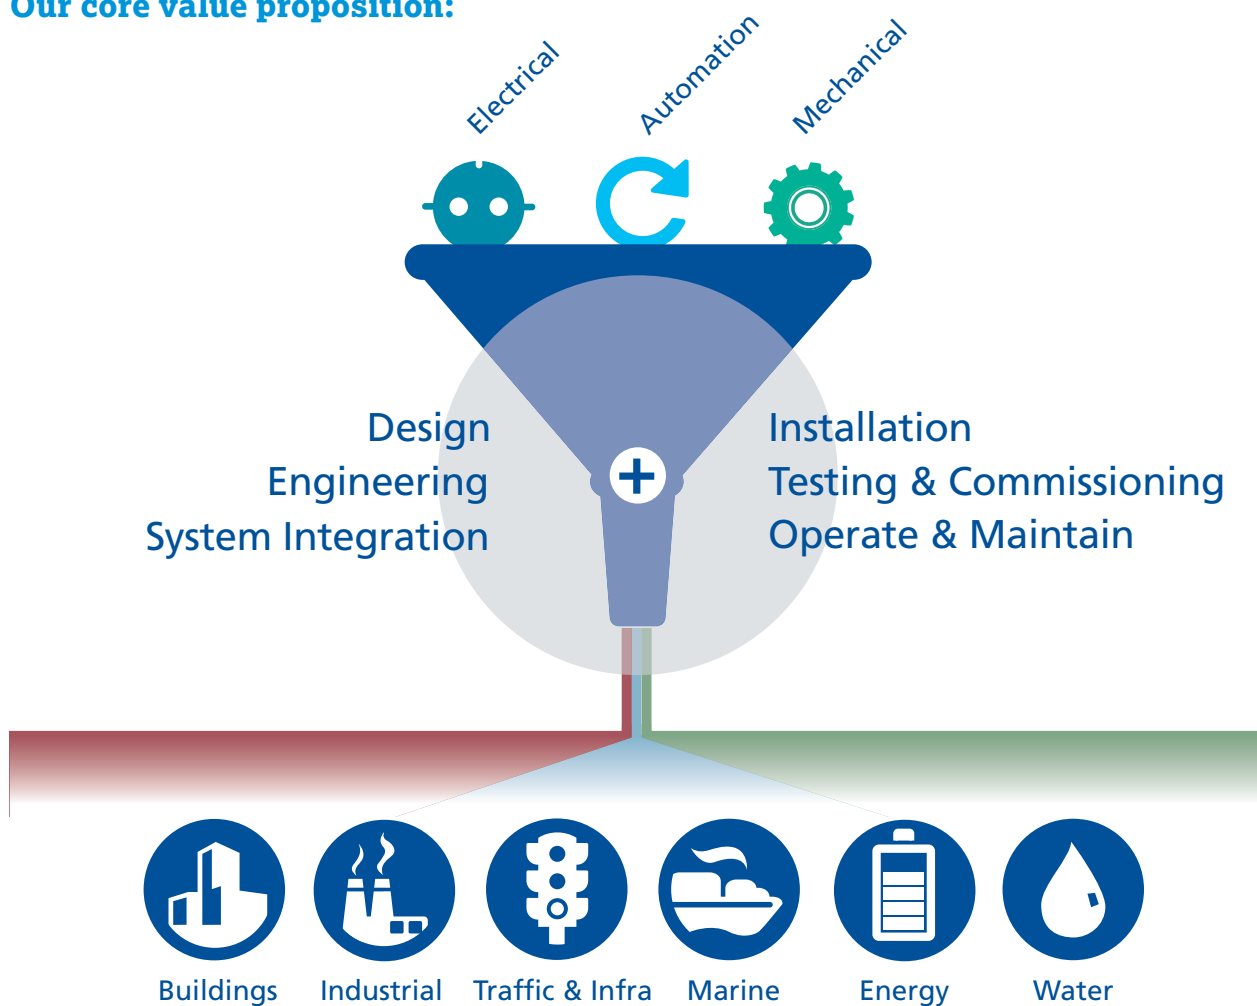 Our core value proposition:
Electrical
Automation
Mechanical
Design
Engineering
System Integration
Installation
Testing & Commissioning
Operate & Maintain
Buildings
Industrial
Traffic & Infra
Marine
Energy
Water